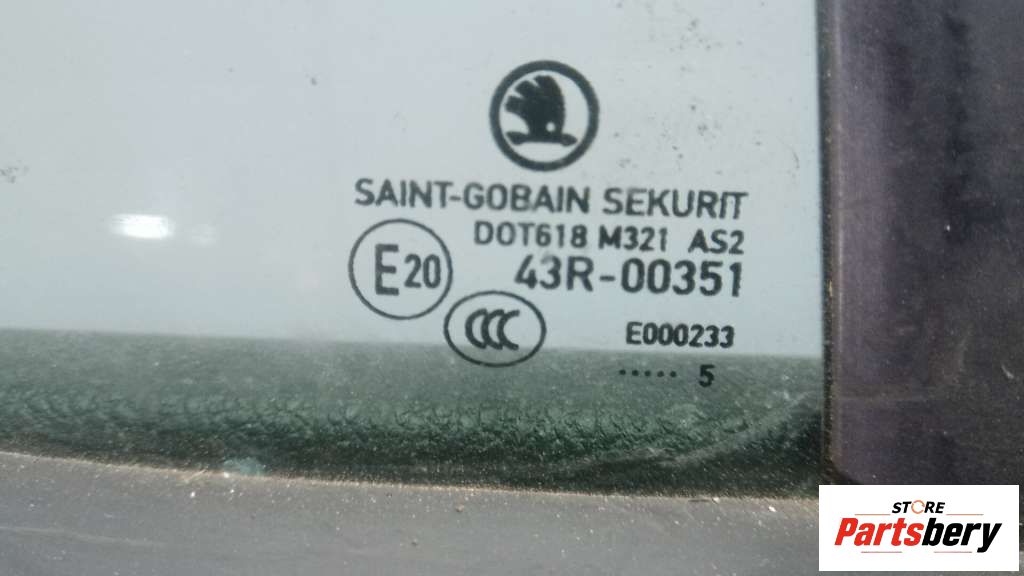 SAINT-GOBAIN SEKURIT
DOT618 M321 AS2
E20 43R-00351
CCC
E000233
..... 5
STORE
Partsbery